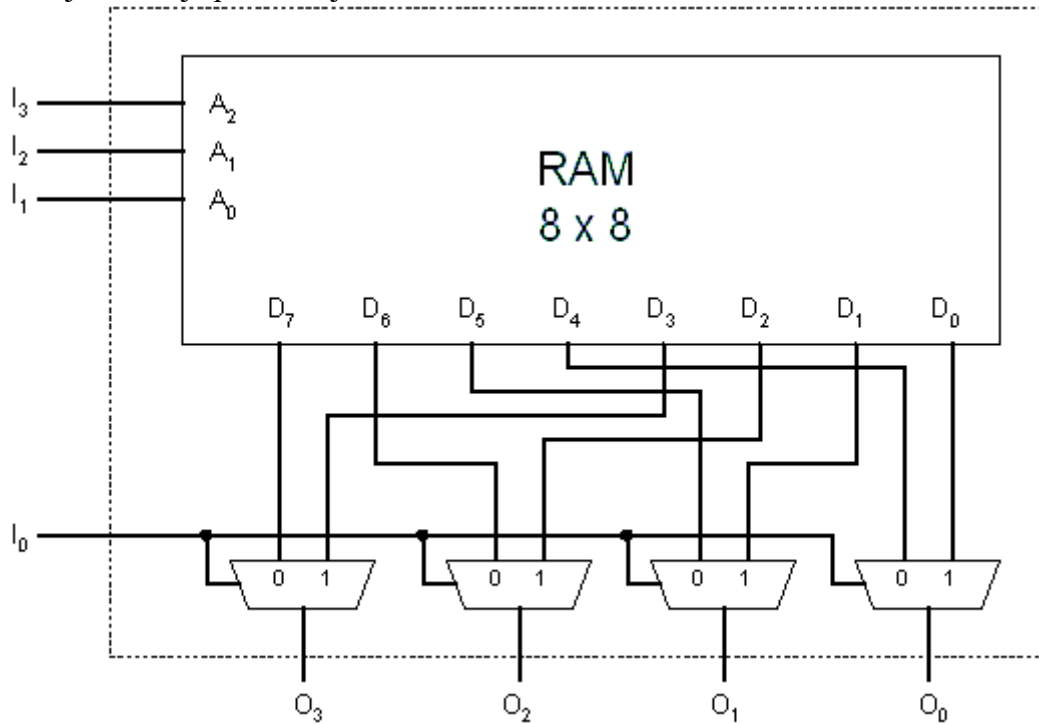 I₃ A₂
I₂ A₁
I₁ A₀
RAM
8 x 8
D₇ D₆ D₅ D₄ D₃ D₂ D₁ D₀
I₀
0 1 0 1 0 1 0 1
O₃ O₂ O₁ O₀